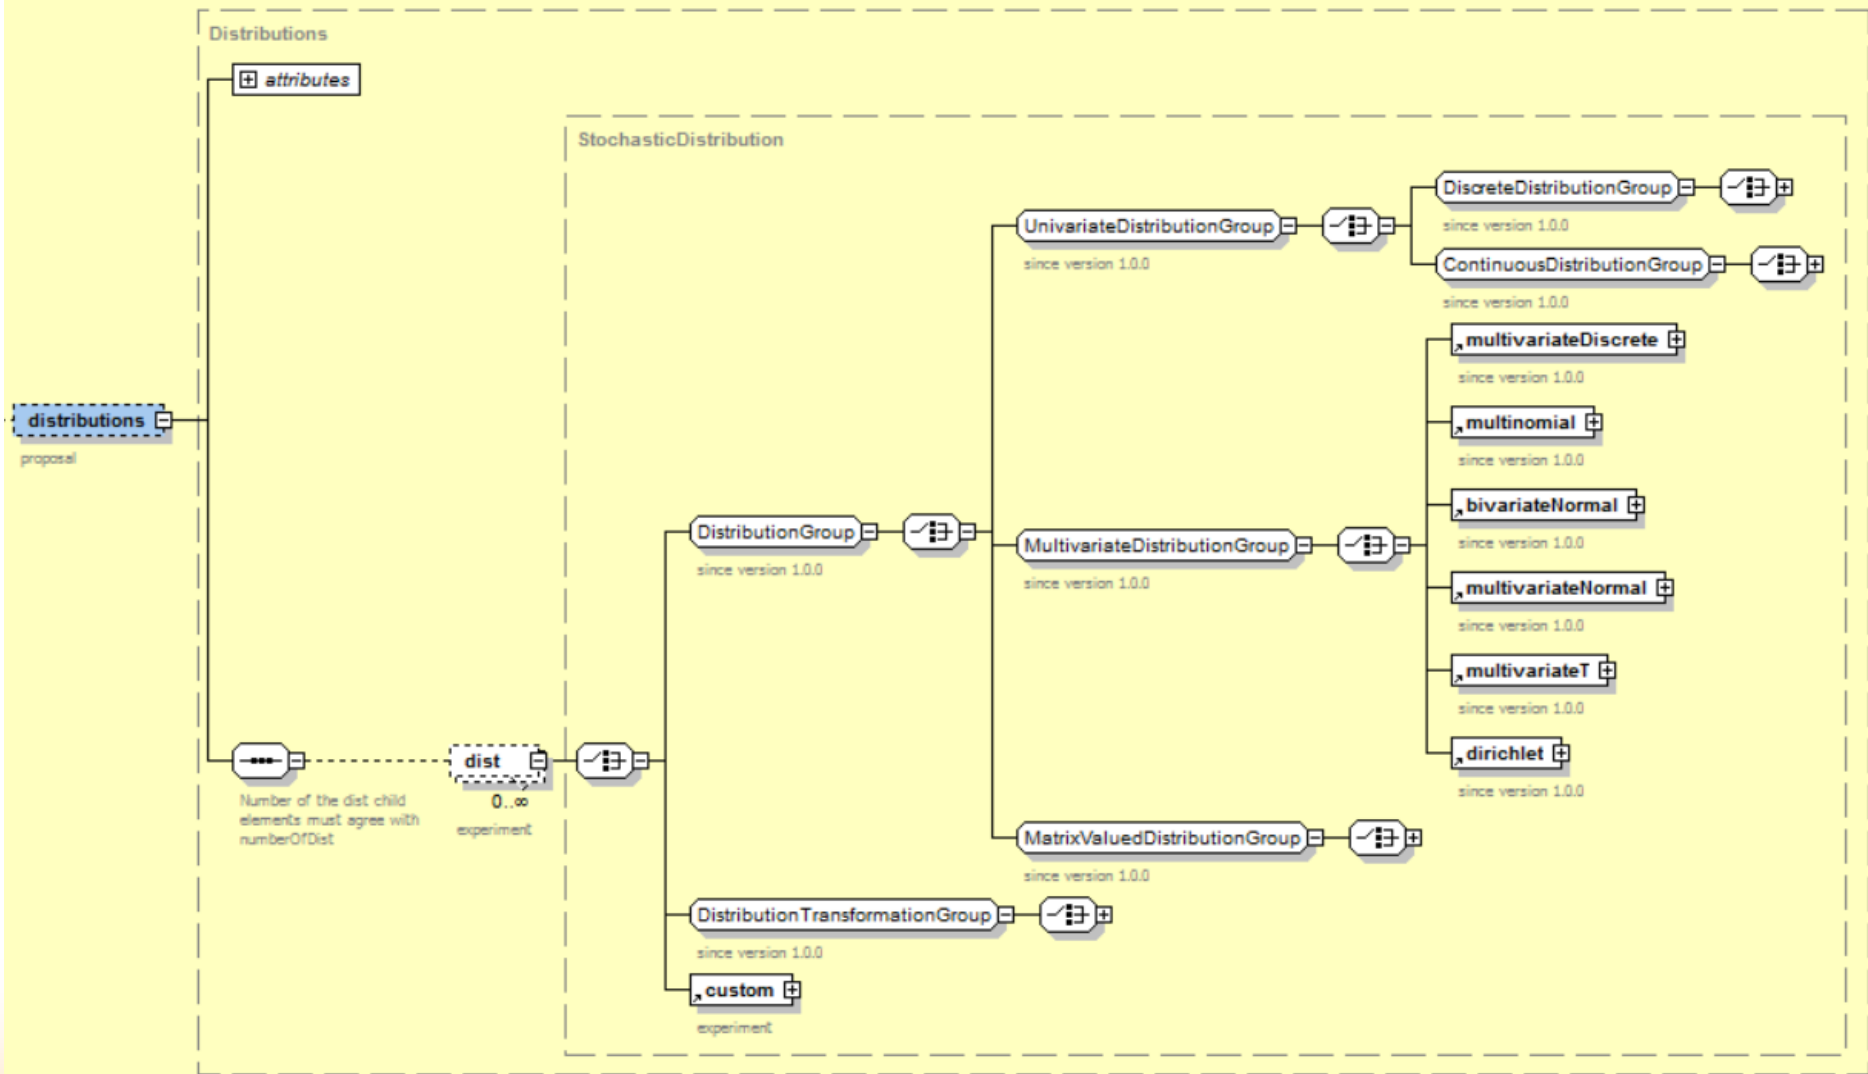 Distributions
attributes
StochasticDistribution
DiscreteDistributionGroup
since version 1.0.0
UnivariateDistributionGroup
since version 1.0.0
ContinuousDistributionGroup
since version 1.0.0
multivariateDiscrete
since version 1.0.0
distributions
proposal
multinomial
since version 1.0.0
bivariateNormal
since version 1.0.0
DistributionGroup
since version 1.0.0
MultivariateDistributionGroup
since version 1.0.0
multivariateNormal
since version 1.0.0
multivariateT
since version 1.0.0
dirichlet
since version 1.0.0
dist
0..∞
experiment
Number of the dist child
elements must agree with
numberOfDist
MatrixValuedDistributionGroup
since version 1.0.0
DistributionTransformationGroup
since version 1.0.0
custom
experiment